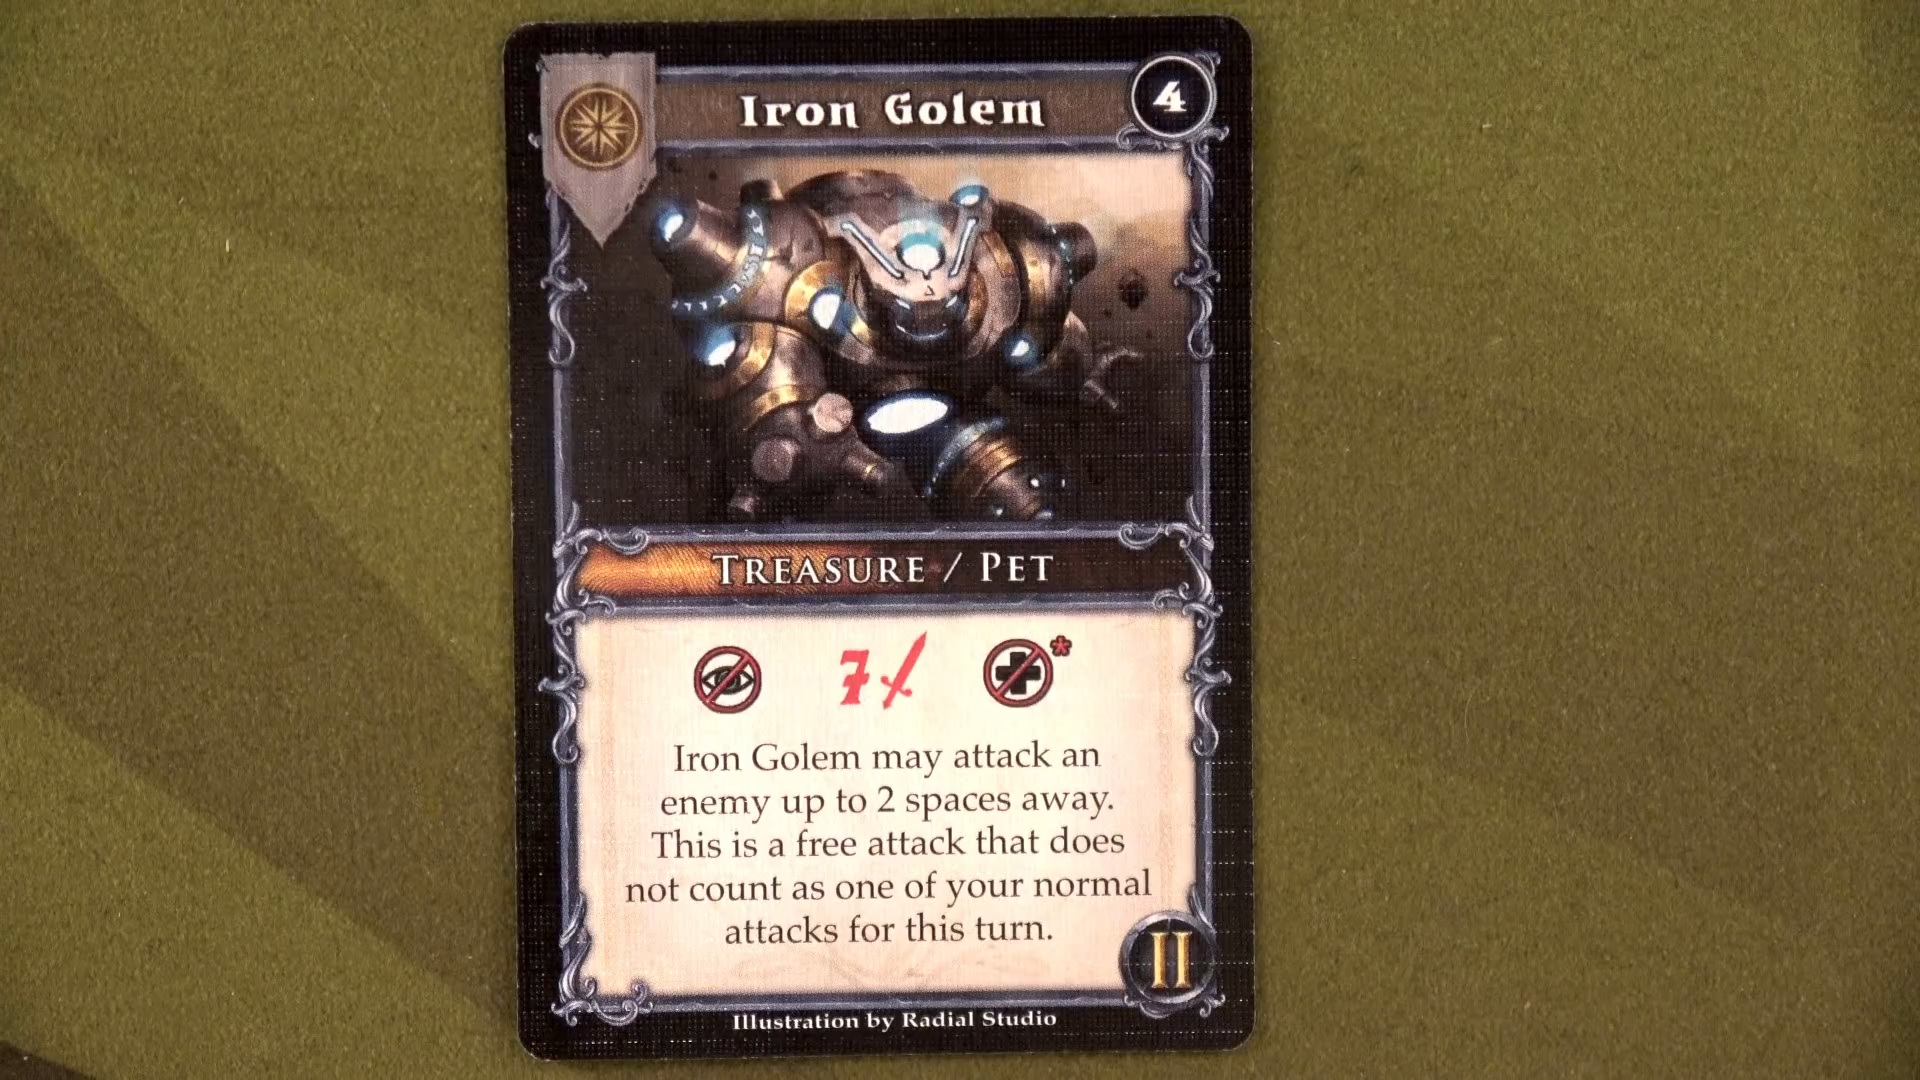 Iron Golem
4
Treasure / Pet
7
*
Iron Golem may attack an
enemy up to 2 spaces away.
This is a free attack that does
not count as one of your normal
attacks for this turn.
II
Illustration by Radial Studio